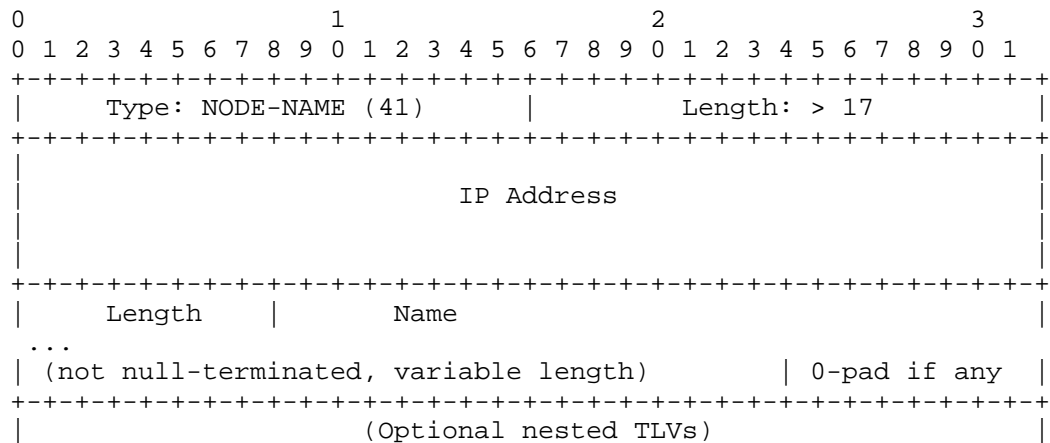 0                   1                   2                   3
0 1 2 3 4 5 6 7 8 9 0 1 2 3 4 5 6 7 8 9 0 1 2 3 4 5 6 7 8 9 0 1
+-+-+-+-+-+-+-+-+-+-+-+-+-+-+-+-+-+-+-+-+-+-+-+-+-+-+-+-+-+-+-+-+
|     Type: NODE-NAME (41)      |         Length: > 17          |
+-+-+-+-+-+-+-+-+-+-+-+-+-+-+-+-+-+-+-+-+-+-+-+-+-+-+-+-+-+-+-+-+
|                                                               |
|                           IP Address                          |
|                                                               |
|                                                               |
+-+-+-+-+-+-+-+-+-+-+-+-+-+-+-+-+-+-+-+-+-+-+-+-+-+-+-+-+-+-+-+-+
|     Length    |       Name                                    |
 ...
| (not null-terminated, variable length)        | 0-pad if any  |
+-+-+-+-+-+-+-+-+-+-+-+-+-+-+-+-+-+-+-+-+-+-+-+-+-+-+-+-+-+-+-+-+
|                     (Optional nested TLVs)                    |